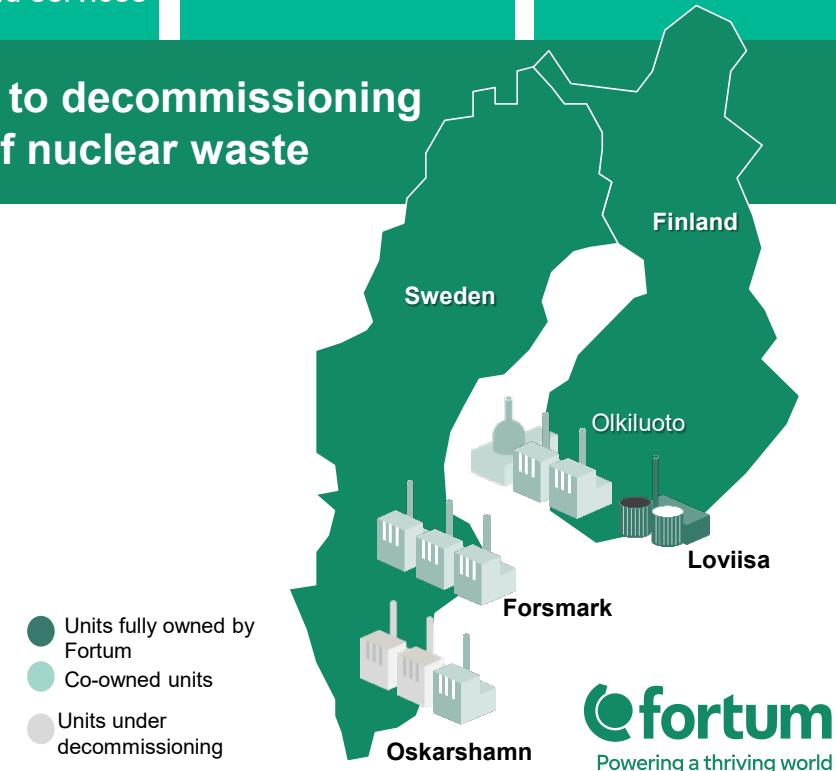 services
to decommissioning
f nuclear waste
Finland
Sweden
Olkiluoto
Loviisa
Forsmark
Units fully owned by
Fortum
Co-owned units
Units under
decommissioning
Oskarshamn
fortum
Powering a thriving world